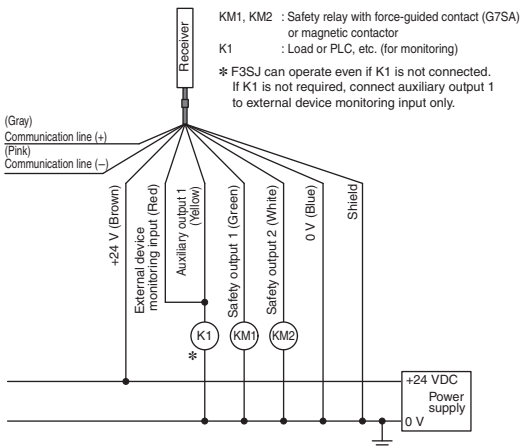 Receiver
KM1, KM2 : Safety relay with force-guided contact (G7SA)
or magnetic contactor
K1 : Load or PLC, etc. (for monitoring)
✻ F3SJ can operate even if K1 is not connected.
If K1 is not required, connect auxiliary output 1
to external device monitoring input only.
(Gray)
Communication line (+)
(Pink)
Communication line (−)
+24 V (Brown)
External device
monitoring input (Red)
Auxiliary output 1
(Yellow)
Safety output 1 (Green)
Safety output 2 (White)
0 V (Blue)
Shield
K1
KM1
KM2
✻
+24 VDC
Power
supply
0 V